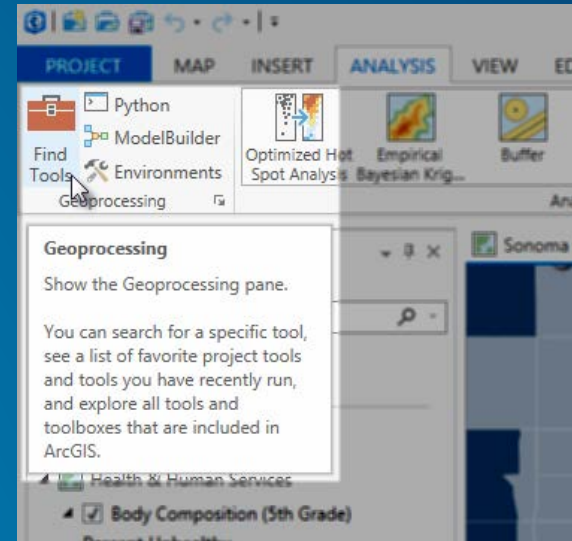 PROJECT MAP INSERT ANALYSIS VIEW
Python
ModelBuilder
Environments
Find
Tools
Geoprocessing
Optimized Hot
Spot Analysis
Empirical
Bayesian Krig...
Buffer
Geoprocessing
Show the Geoprocessing pane.
You can search for a specific tool,
see a list of favorite project tools
and tools you have recently run,
and explore all tools and
toolboxes that are included in
ArcGIS.
Sonoma
Health & Human Services
Body Composition (5th Grade)